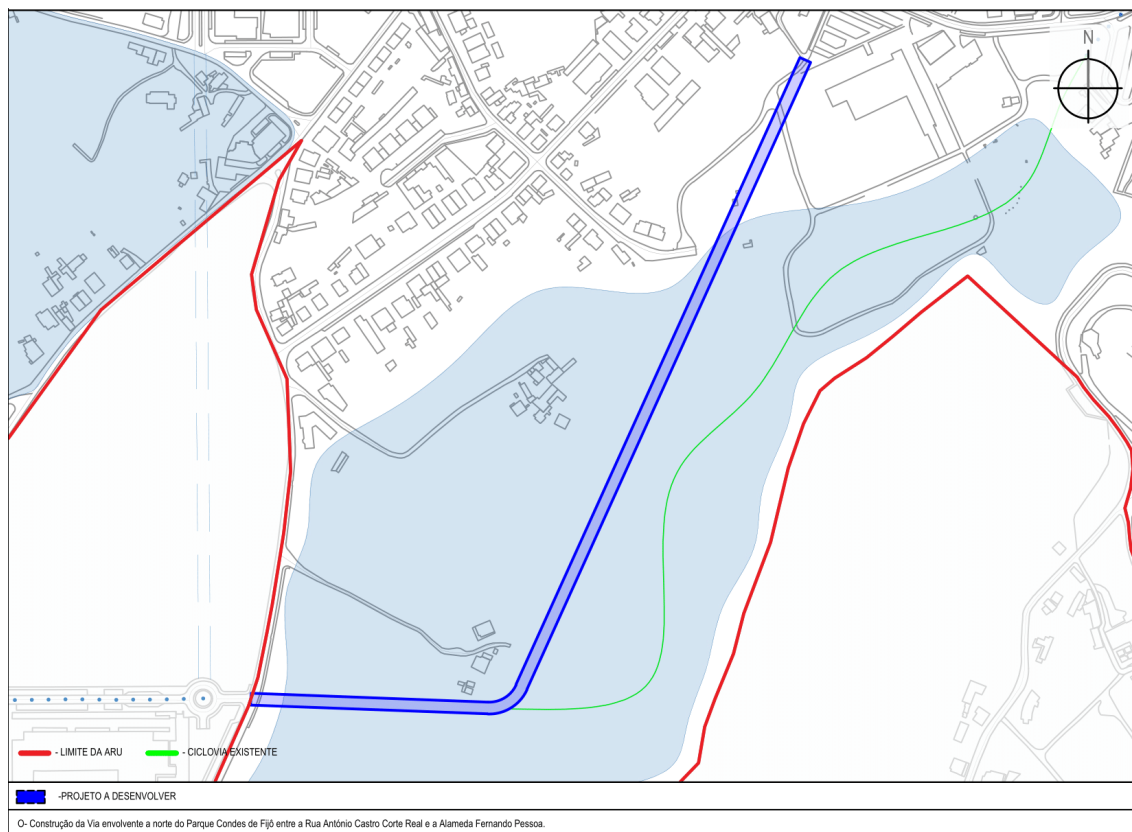 N
- LIMITE DA ARU - CICLOVIA EXISTENTE
-PROJETO A DESENVOLVER
O- Construção da Via envolvente a norte do Parque Condes de Fijô entre a Rua António Castro Corte Real e a Alameda Fernando Pessoa.